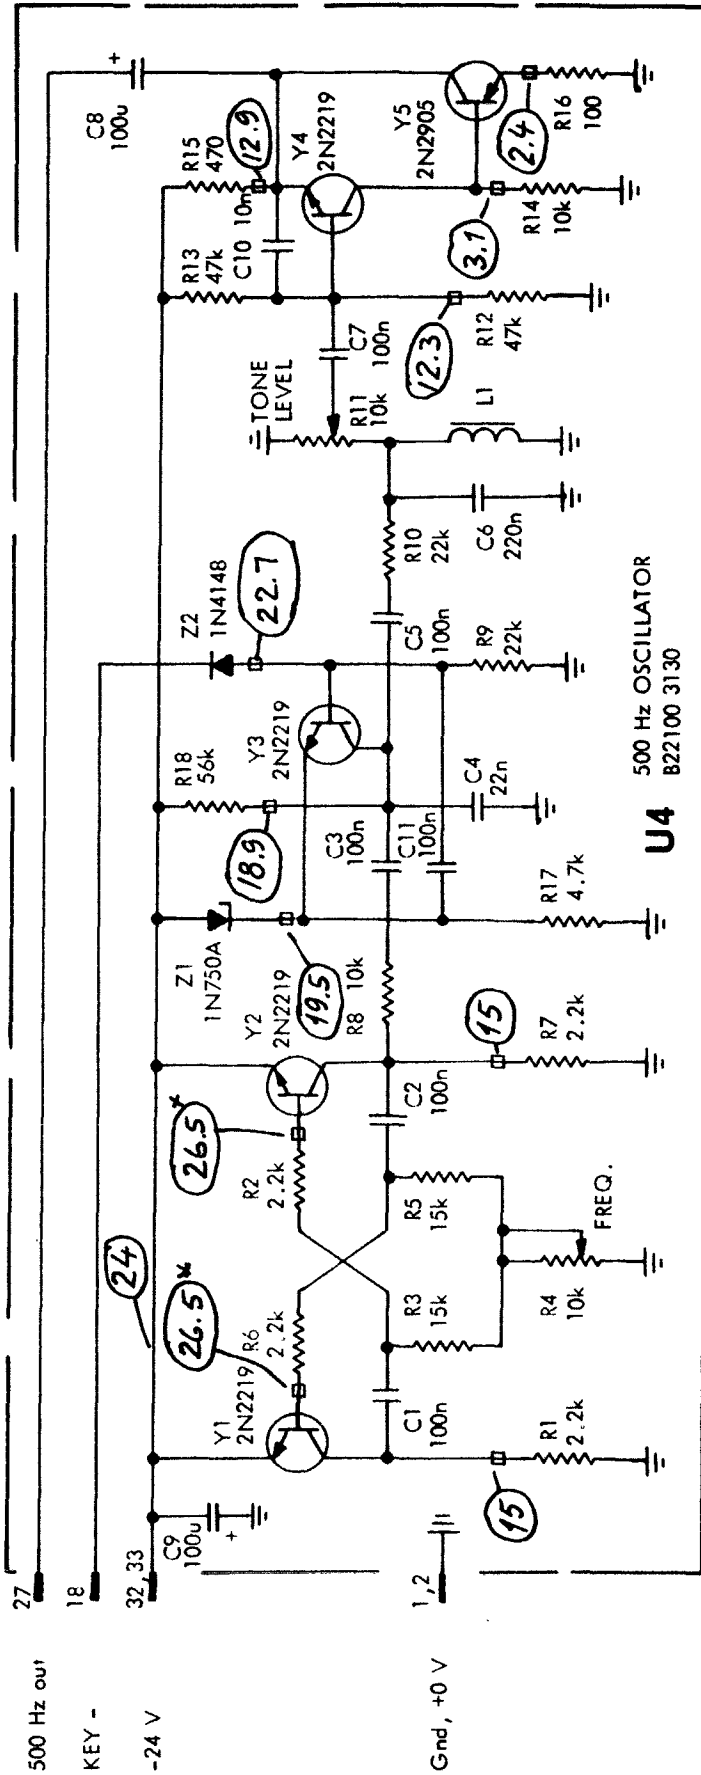 500 Hz out
27
KEY -
18
-24 V
32,33
Gnd, +0 V
1,2
C9
100u
+
Y1
2N2219
26.5*
24
R6
2.2k
R2
2.2k
26.5*
Y2
2N2219
Z1
1N750A
19.5
18.9
R18
56k
Y3
2N2219
Z2
1N4148
22.7
TONE
LEVEL
R11
10k
R13
47k
C10
10n
R15
470
12.9
C8
100u
+
Y4
2N2219
Y5
2N2905
C7
100n
12.3
R12
47k
3.1
R14
10k
2.4
R16
100
C1
100n
15
R1
2.2k
R3
15k
R5
15k
R4
10k
FREQ.
C2
100n
15
R7
2.2k
R8
10k
C3
100n
C11
100n
R17
4.7k
C4
22n
C5
100n
R9
22k
R10
22k
C6
220n
L1
U4
500 Hz OSCILLATOR
B22100 3130